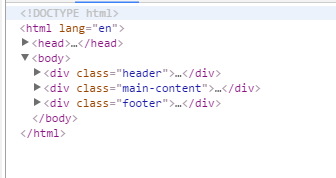 <!DOCTYPE html>
<html lang="en">
<head>…</head>
<body>
<div class="header">…</div>
<div class="main-content">…</div>
<div class="footer">…</div>
</body>
</html>